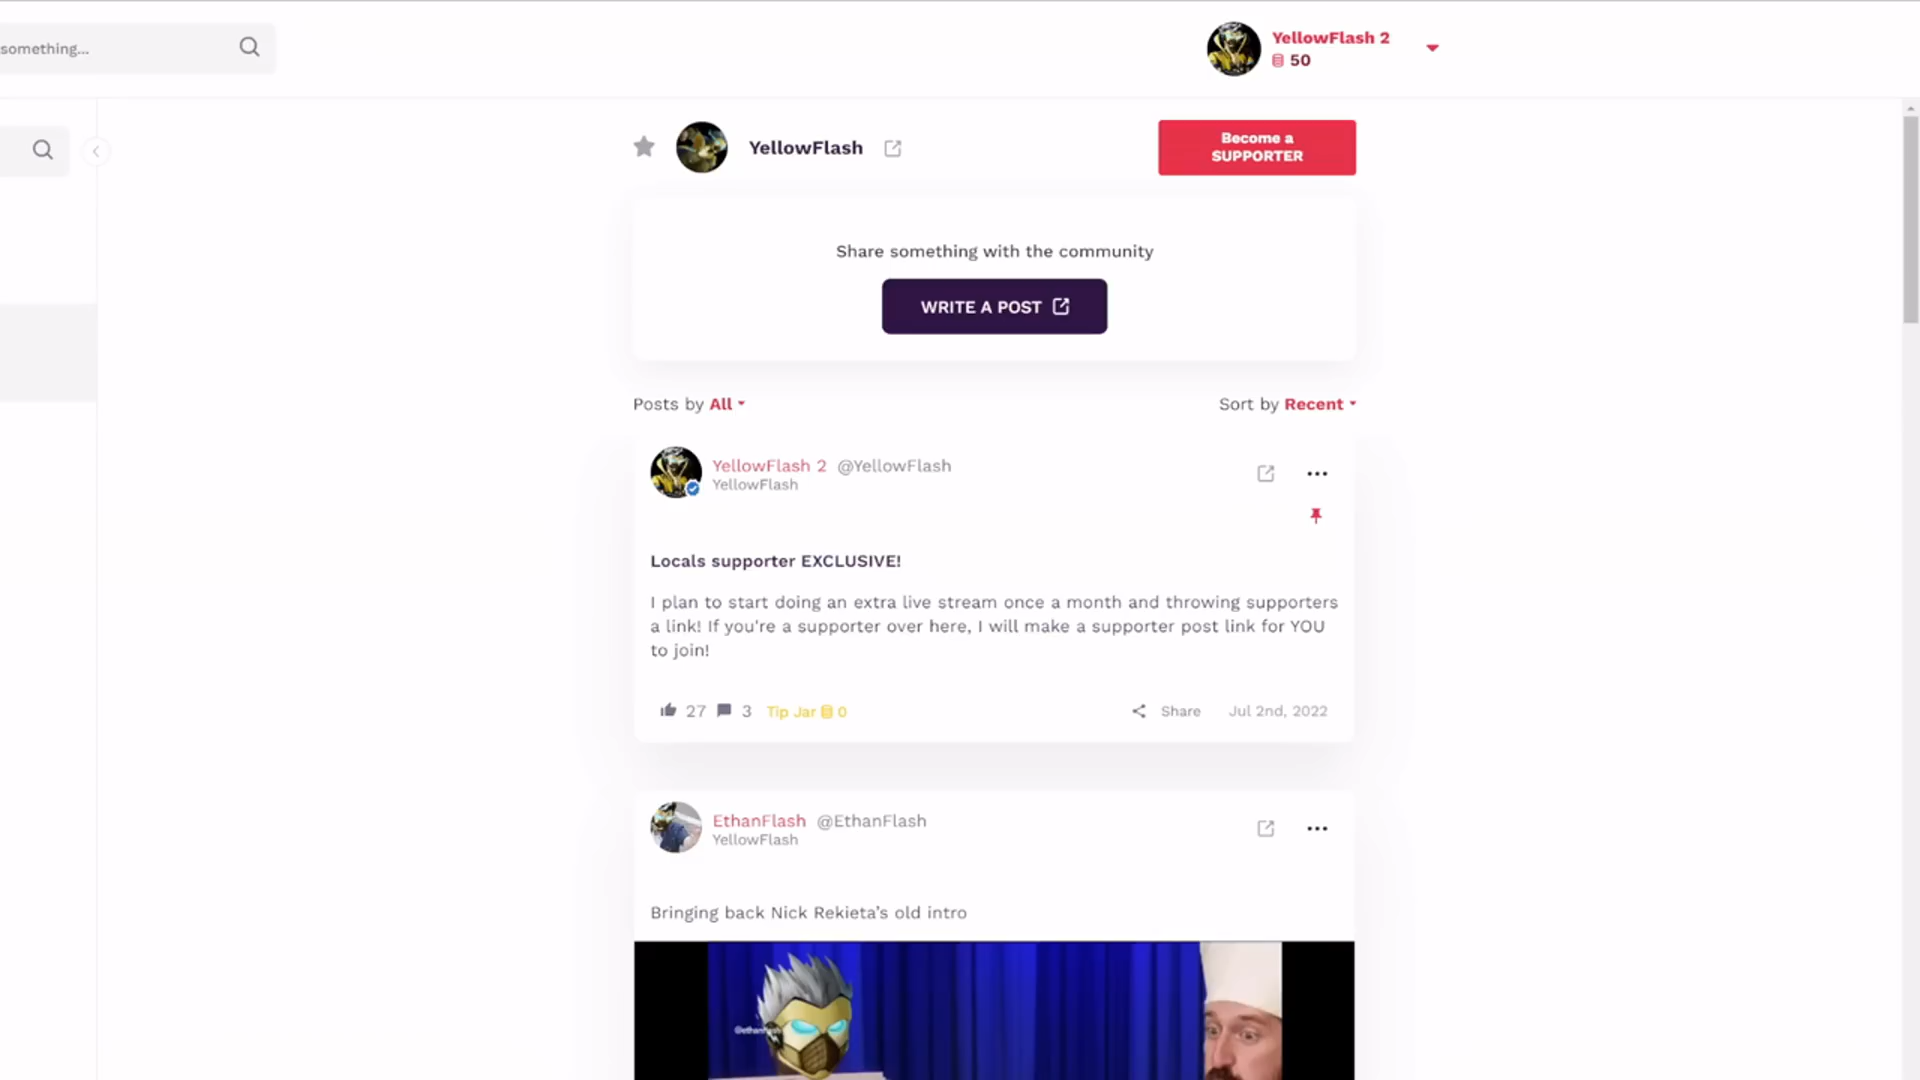 something...
YellowFlash 2
50
YellowFlash
Become a
SUPPORTER
Share something with the community
WRITE A POST
Posts by All
Sort by Recent
YellowFlash 2 @YellowFlash
YellowFlash
Locals supporter EXCLUSIVE!
I plan to start doing an extra live stream once a month and throwing supporters
a link! If you're a supporter over here, I will make a supporter post link for YOU
to join!
27 3 Tip Jar 0
Share Jul 2nd, 2022
EthanFlash @EthanFlash
YellowFlash
Bringing back Nick Rekieta’s old intro